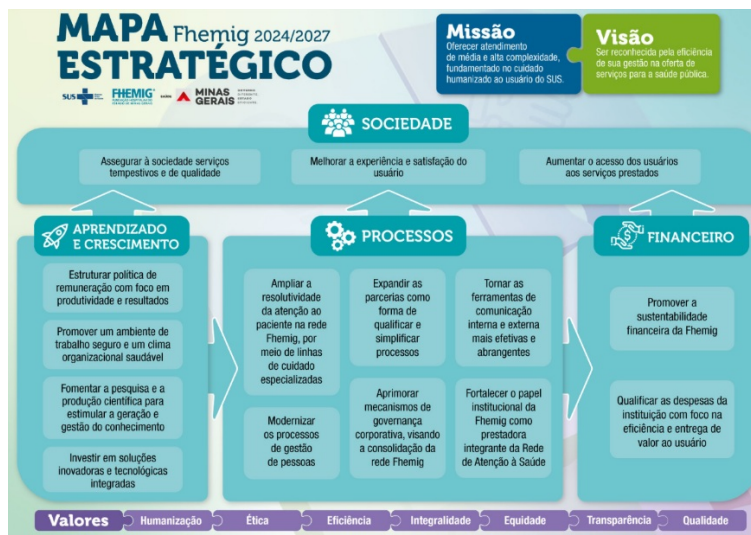 MAPA Fhemig 2024/2027
ESTRATÉGICO
SUS
FHEMIG
MINAS
GERAIS
Missão
Oferecer atendimento
de média e alta complexidade,
fundamentado no cuidado
humanizado ao usuário do SUS.
Visão
Ser reconhecida pela eficiência
de sua gestão na oferta de
serviços para a saúde pública.
SOCIEDADE
Assegurar à sociedade serviços
tempestivos e de qualidade
Melhorar a experiência e satisfação do
usuário
Aumentar o acesso dos usuários
aos serviços prestados
APRENDIZADO
E CRESCIMENTO
Estruturar política de
remuneração com foco em
produtividade e resultados
Promover um ambiente de
trabalho seguro e um clima
organizacional saudável
Fomentar a pesquisa e a
produção científica para
estimular a geração e
gestão do conhecimento
Investir em soluções
inovadoras e tecnológicas
integradas
PROCESSOS
Ampliar a
resolutividade
da atenção ao
paciente na rede
Fhemig, por
meio de linhas
de cuidado
especializadas
Expandir as
parcerias como
forma de
qualificar e
simplificar
processos
Tornar as
ferramentas de
comunicação
interna e externa
mais efetivas e
abrangentes
Modernizar
os processos
de gestão
de pessoas
Aprimorar
mecanismos de
governança
corporativa, visando
a consolidação da
rede Fhemig
Fortalecer o papel
institucional da
Fhemig como
prestadora
integrante da Rede
de Atenção à Saúde
FINANCEIRO
Promover a
sustentabilidade
financeira da Fhemig
Qualificar as despesas da
instituição com foco na
eficiência e entrega de
valor ao usuário
Valores
Humanização
Ética
Eficiência
Integralidade
Equidade
Transparência
Qualidade